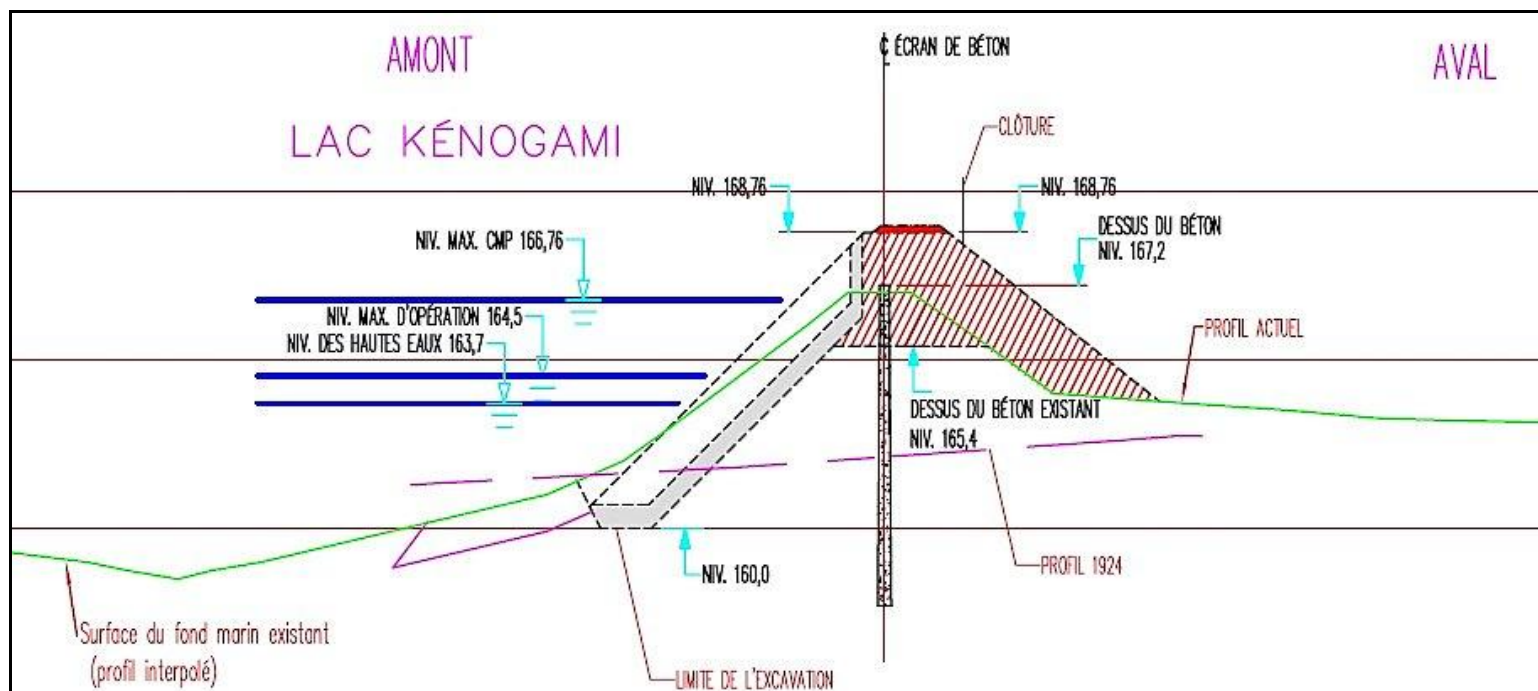 AMONT
LAC KÉNOGAMI
℄ ÉCRAN DE BÉTON
AVAL
CLÔTURE
NIV. 168,76
NIV. 168,76
DESSUS DU BÉTON
NIV. 167,2
NIV. MAX. CMP 166,76
NIV. MAX. D'OPÉRATION 164,5
NIV. DES HAUTES EAUX 163,7
PROFIL ACTUEL
DESSUS DU BÉTON EXISTANT
NIV. 165,4
NIV. 160,0
PROFIL 1924
Surface du fond marin existant
(profil interpolé)
LIMITE DE L'EXCAVATION